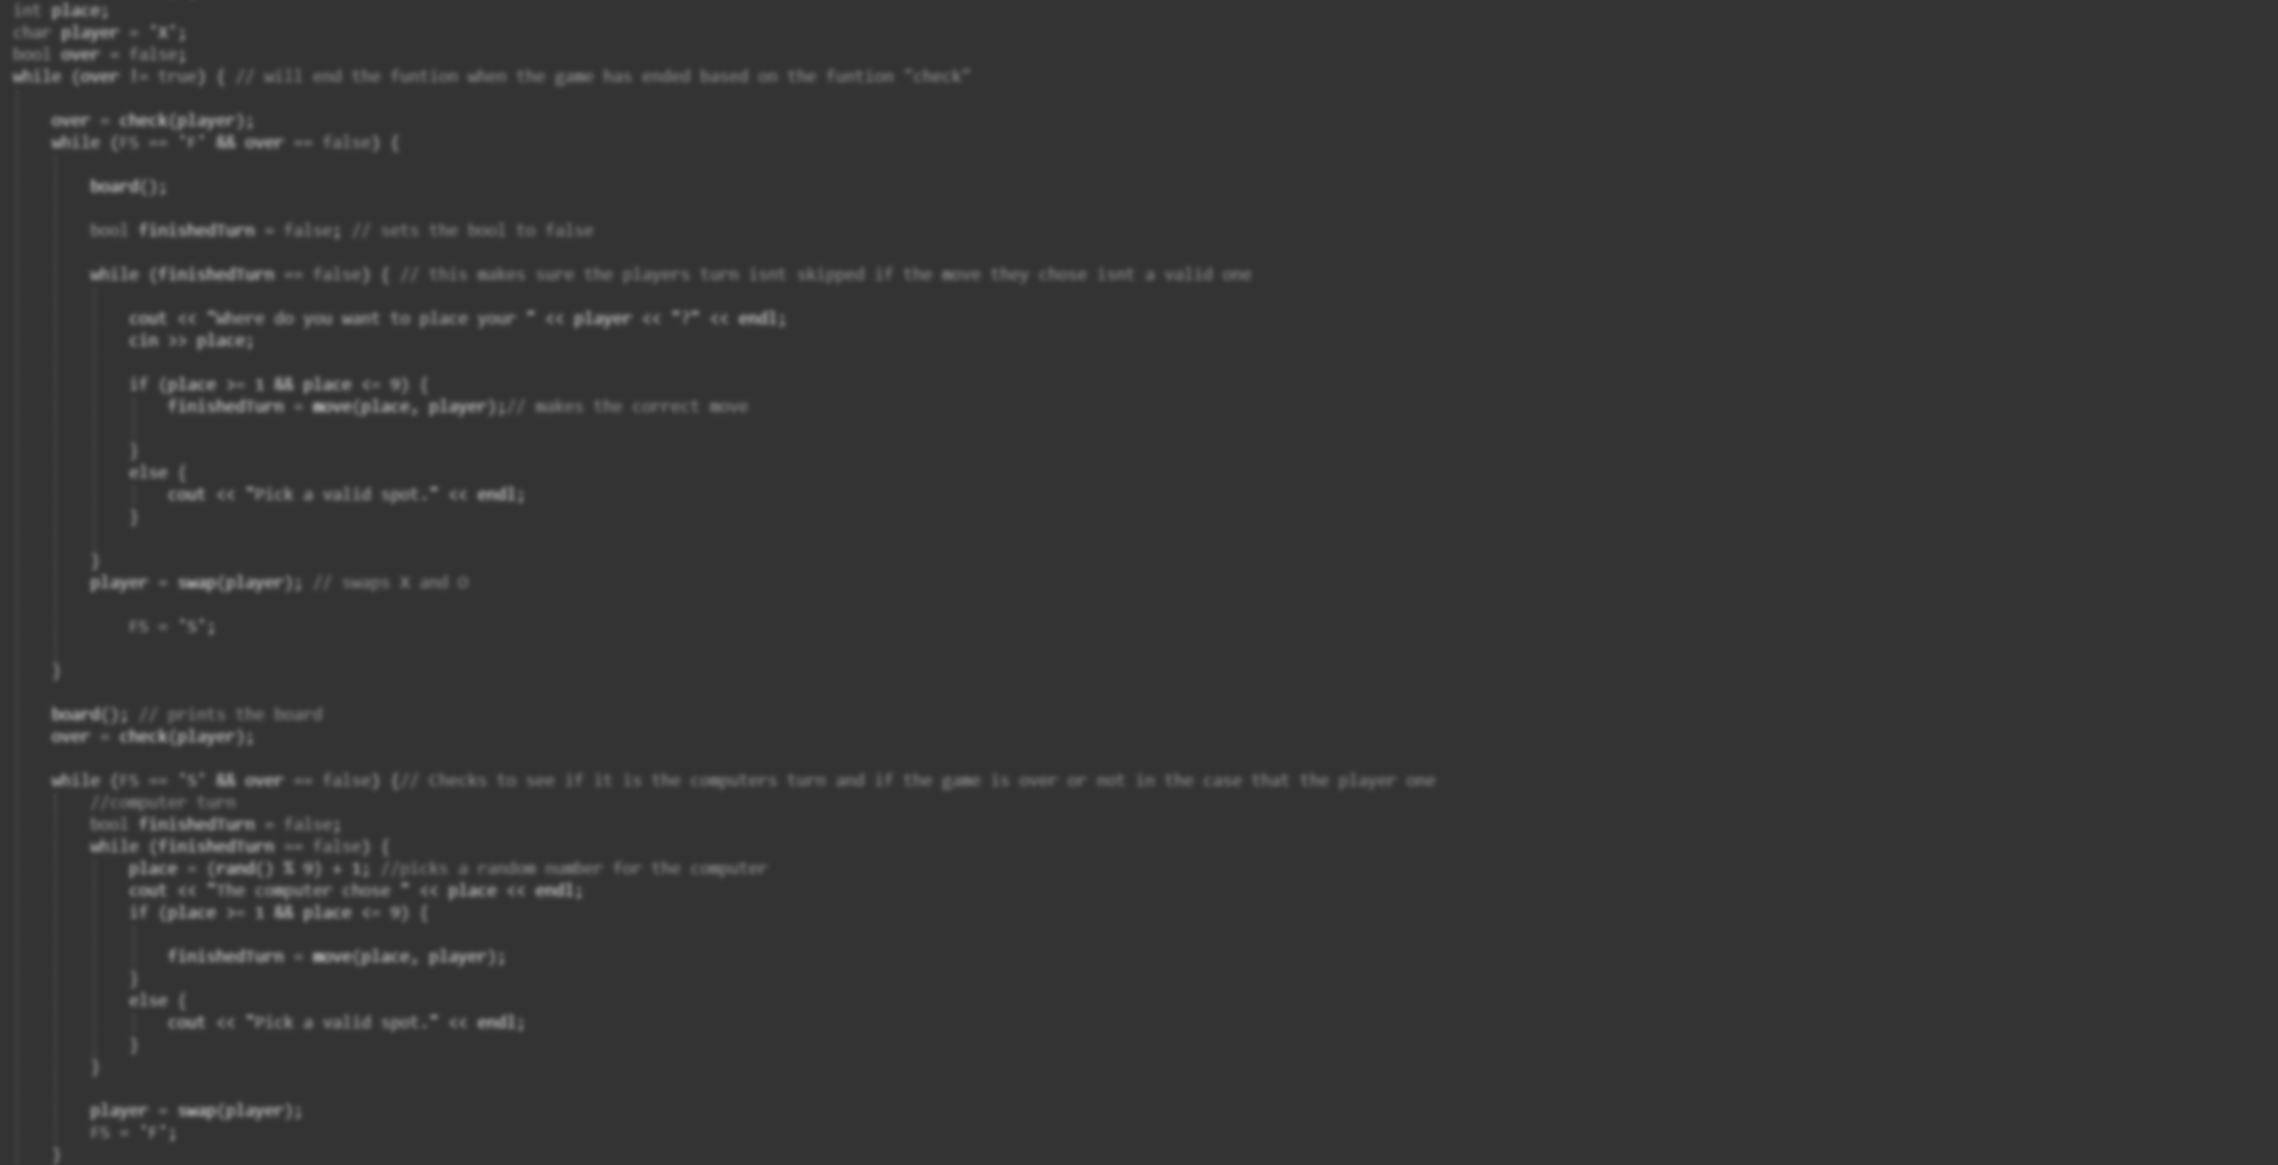 int place;
char player = 'X';
bool over = false;
while (over != true) { // will end the funtion when the game has ended based on the funtion "check"
over = check(player);
while (FS == 'F' && over == false) {
board();
bool finishedTurn = false; // sets the bool to false
while (finishedTurn == false) { // this makes sure the players turn isnt skipped if the move they chose isnt a valid one
cout << "Where do you want to place your " << player << "?" << endl;
cin >> place;
if (place >= 1 && place <= 9) {
finishedTurn = move(place, player);// makes the correct move
}
else {
cout << "Pick a valid spot." << endl;
}
}
player = swap(player); // swaps X and O
FS = 'S';
}
board(); // prints the board
over = check(player);
while (FS == 'S' && over == false) {// Checks to see if it is the computers turn and if the game is over or not in the case that the player one
//computer turn
bool finishedTurn = false;
while (finishedTurn == false) {
place = (rand() % 9) + 1; //picks a random number for the computer
cout << "The computer chose " << place << endl;
if (place >= 1 && place <= 9) {
finishedTurn = move(place, player);
}
else {
cout << "Pick a valid spot." << endl;
}
}
player = swap(player);
FS = 'F';
}